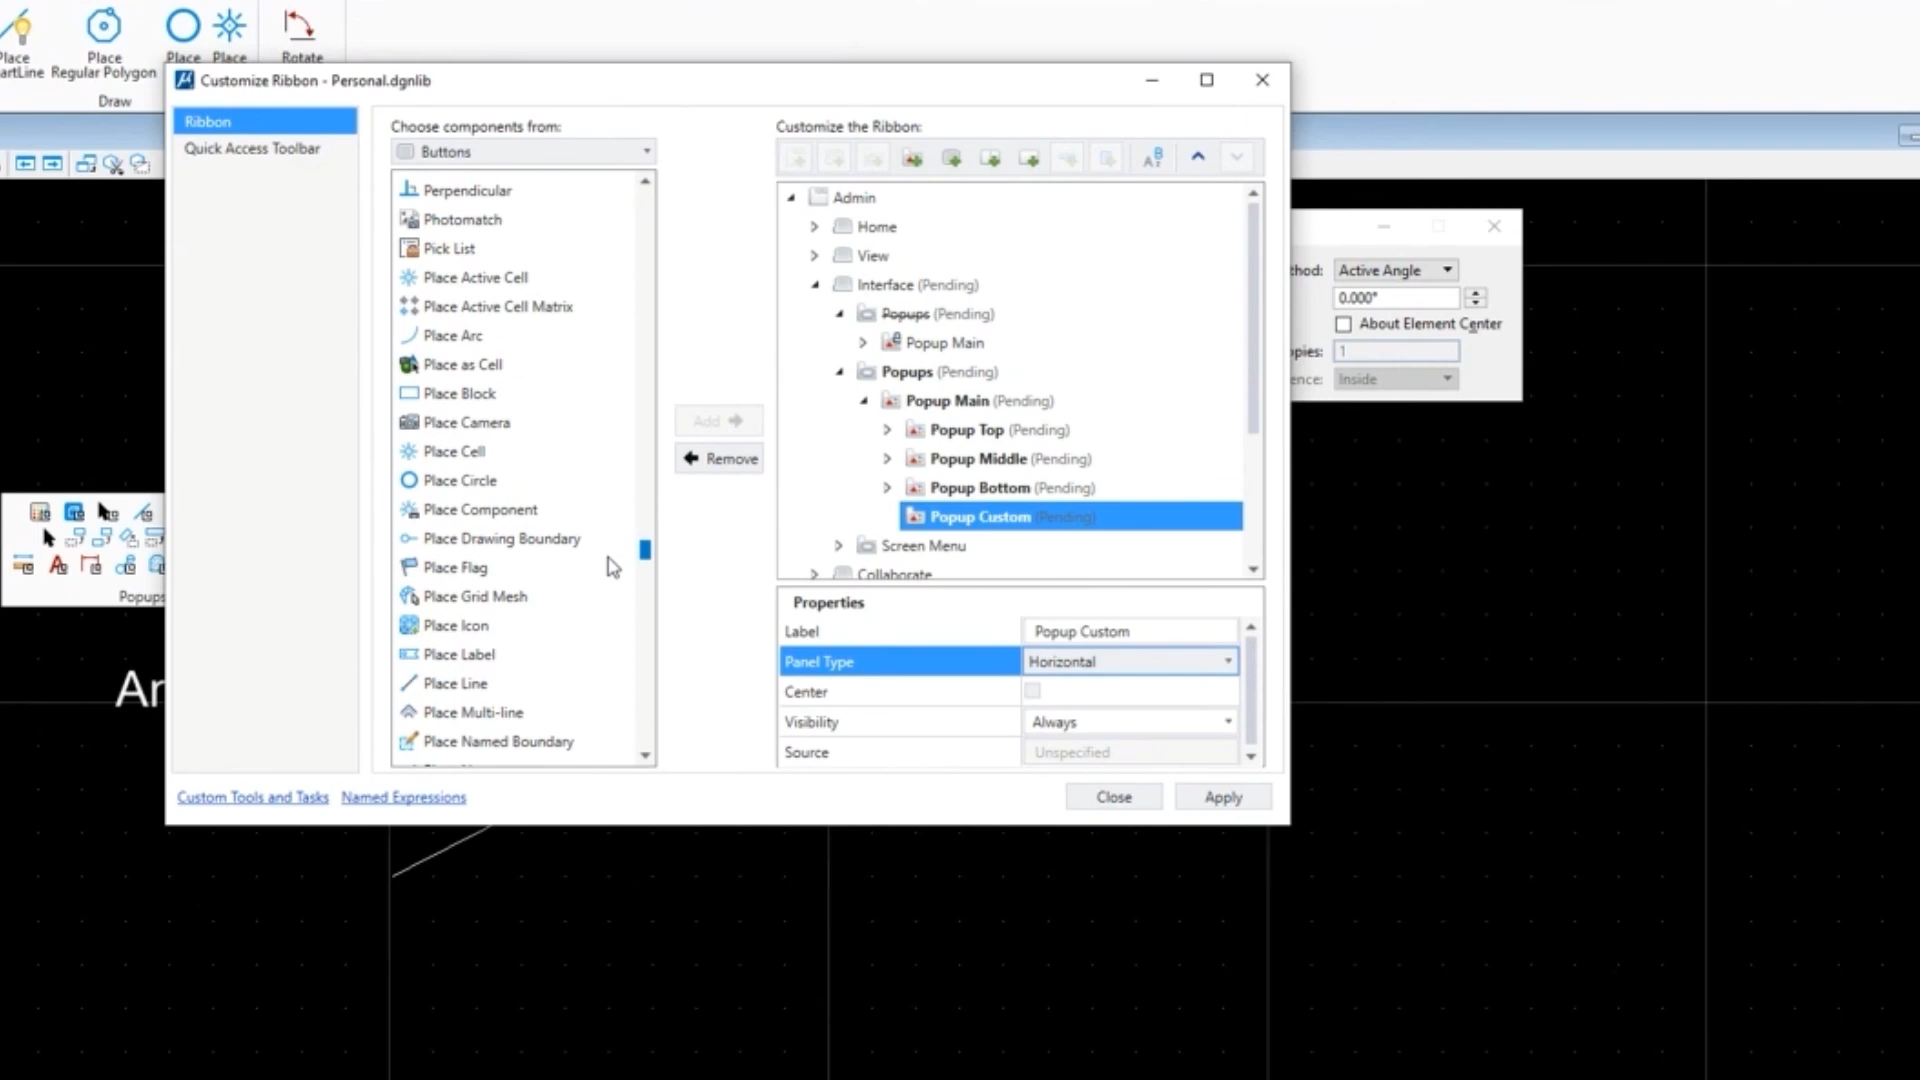 Place
artLine
Place
Regular Polygon
Place
Place
Rotate
Draw
Customize Ribbon - Personal.dgnlib
Ribbon
Quick Access Toolbar
Choose components from:
Buttons
Perpendicular
Photomatch
Pick List
Place Active Cell
Place Active Cell Matrix
Place Arc
Place as Cell
Place Block
Place Camera
Place Cell
Place Circle
Place Component
Place Drawing Boundary
Place Flag
Place Grid Mesh
Place Icon
Place Label
Place Line
Place Multi-line
Place Named Boundary
Add
Remove
Customize the Ribbon:
Admin
Home
View
Interface (Pending)
Popups (Pending)
Popup Main
Popups (Pending)
Popup Main (Pending)
Popup Top (Pending)
Popup Middle (Pending)
Popup Bottom (Pending)
Popup Custom (Pending)
Screen Menu
Collaborate
Properties
Label Popup Custom
Panel Type Horizontal
Center
Visibility Always
Source Unspecified
Custom Tools and Tasks Named Expressions
Close Apply
thod: Active Angle
0.000°
About Element Center
opies: 1
ence: Inside
Popups
Ar